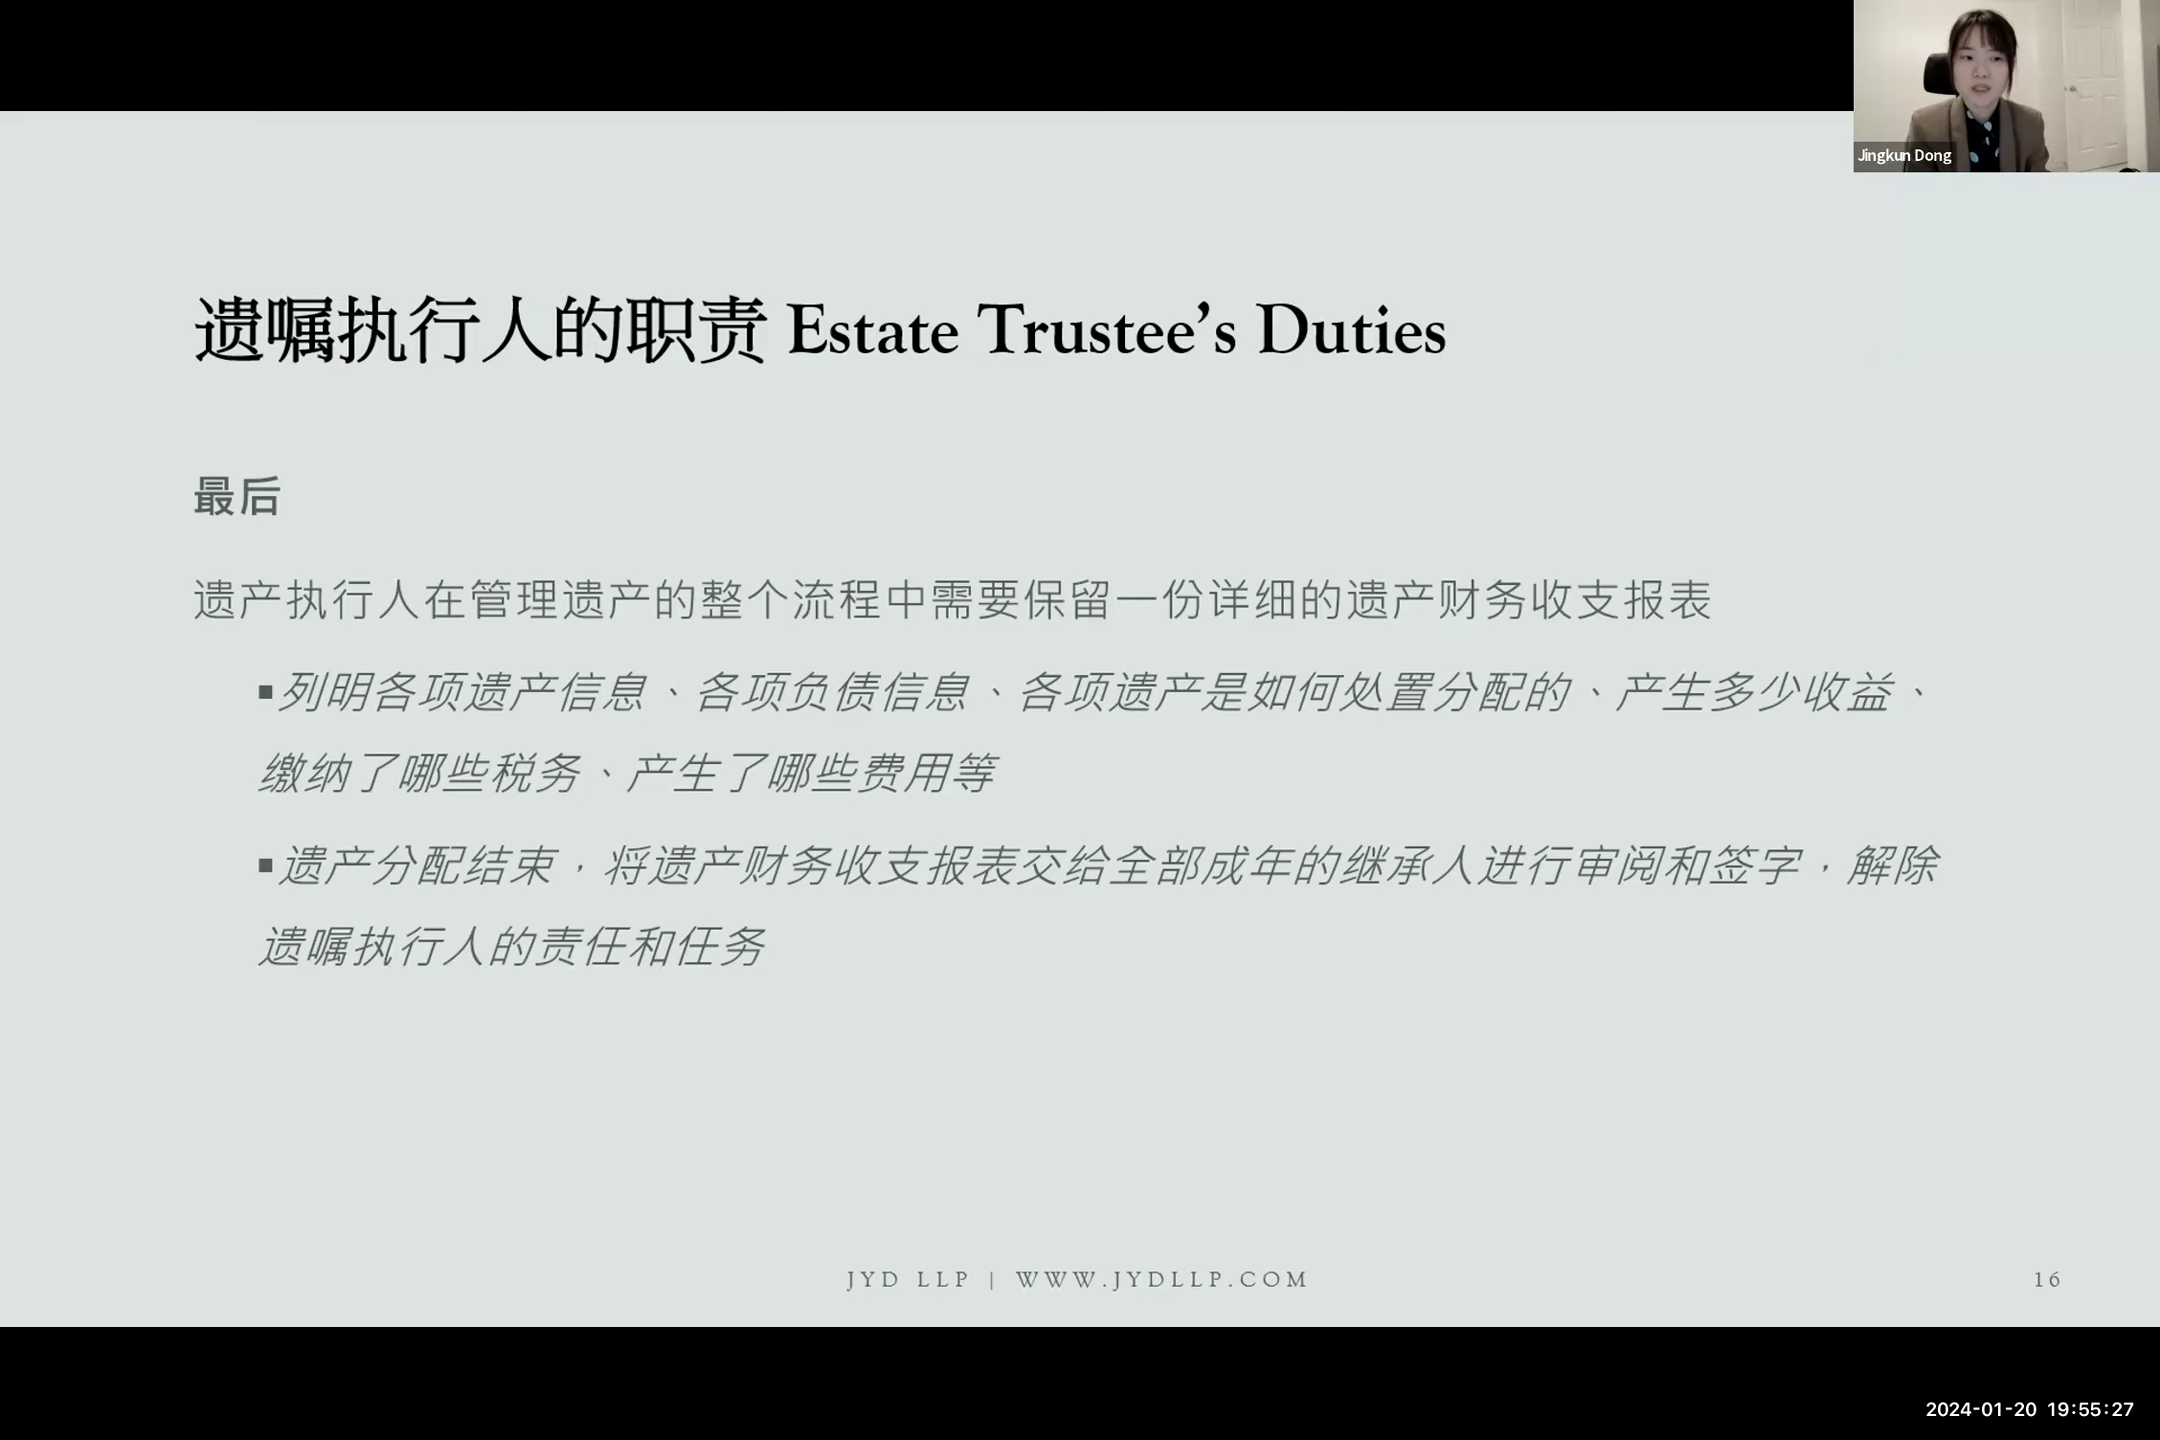 Jingkun Dong
遗嘱执行人的职责 Estate Trustee’s Duties
最后
遗产执行人在管理遗产的整个流程中需要保留一份详细的遗产财务收支报表
▪列明各项遗产信息、各项负债信息、各项遗产是如何处置分配的、产生多少收益、
缴纳了哪些税务、产生了哪些费用等
▪遗产分配结束，将遗产财务收支报表交给全部成年的继承人进行审阅和签字，解除
遗嘱执行人的责任和任务
JYD LLP | WWW.JYDLLP.COM
16
2024-01-20 19:55:27